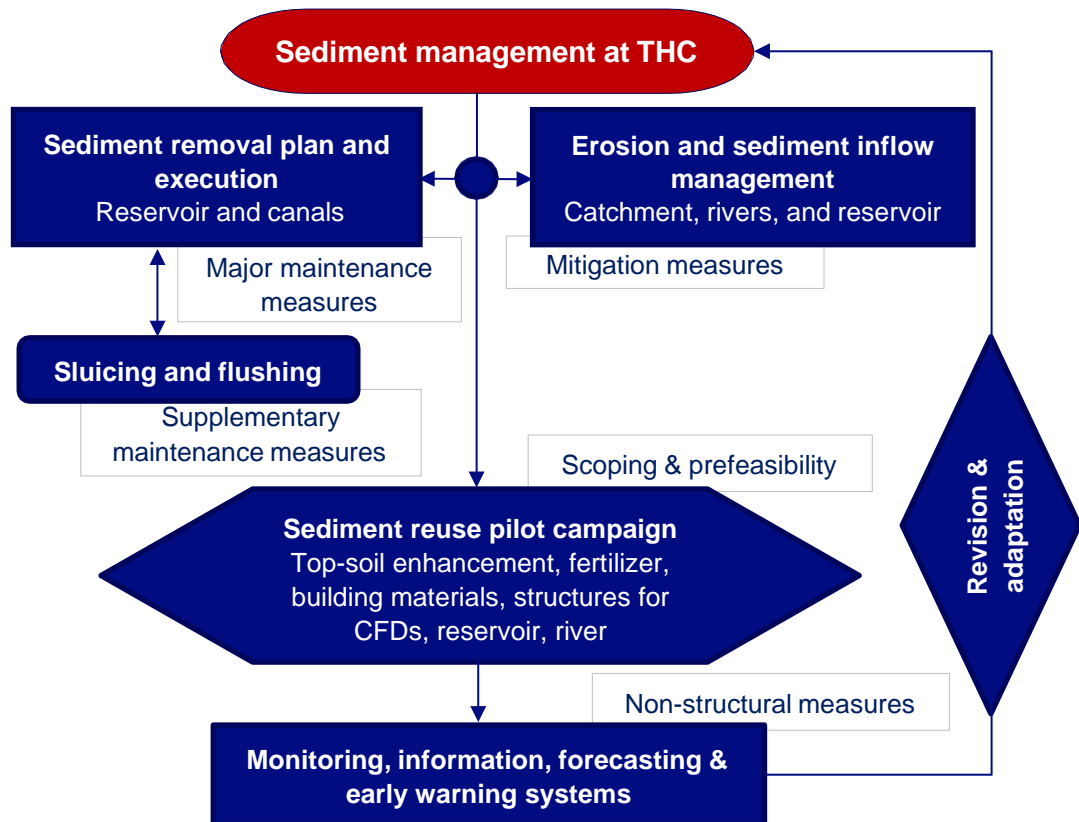 Sediment management at THC
Sediment removal plan and
execution
Reservoir and canals
Erosion and sediment inflow
management
Catchment, rivers, and reservoir
Major maintenance
measures
Mitigation measures
Sluicing and flushing
Supplementary
maintenance measures
Scoping & prefeasibility
Sediment reuse pilot campaign
Top-soil enhancement, fertilizer,
building materials, structures for
CFDs, reservoir, river
Revision &
adaptation
Non-structural measures
Monitoring, information, forecasting &
early warning systems